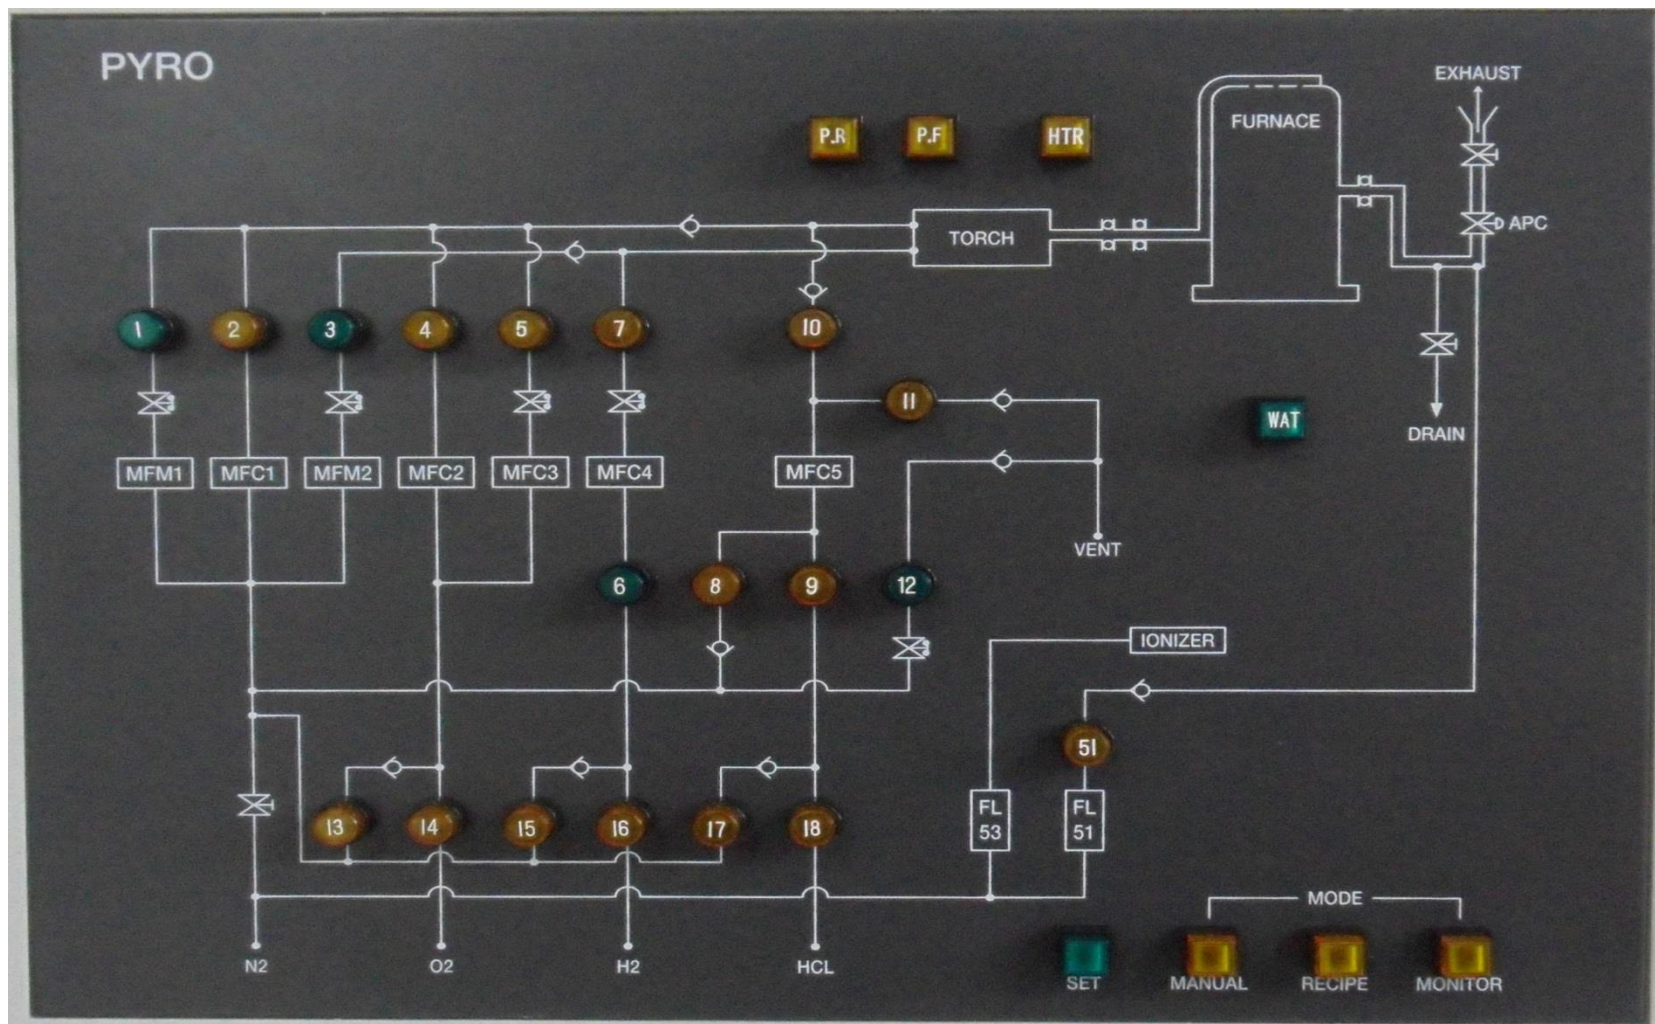 PYRO
EXHAUST
P.R
P.F
HTR
FURNACE
APC
TORCH
1
2
3
4
5
7
10
11
WAT
DRAIN
MFM1
MFC1
MFM2
MFC2
MFC3
MFC4
MFC5
VENT
6
8
9
12
IONIZER
51
13
14
15
16
17
18
FL
53
FL
51
MODE
N2
O2
H2
HCL
SET
MANUAL
RECIPE
MONITOR